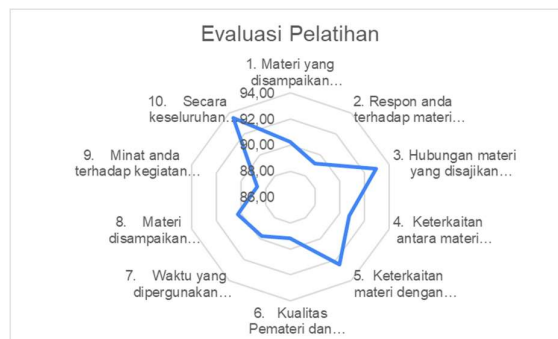 Evaluasi Pelatihan
1. Materi yang
disampaikan…
2. Respon anda
terhadap materi…
3. Hubungan materi
yang disajikan…
4. Keterkaitan
antara materi…
5. Keterkaitan
materi dengan…
6. Kualitas
Pemateri dan…
7. Waktu yang
dipergunakan…
8. Materi
disampaikan…
9. Minat anda
terhadap kegiatan…
10. Secara
keseluruhan…
94,00
92,00
90,00
88,00
86,00